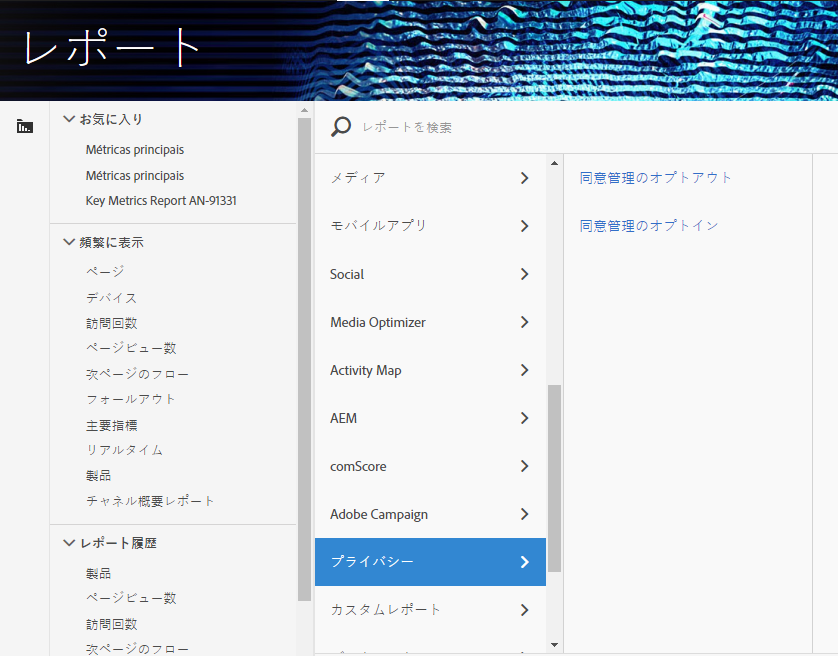 レポート
お気に入り
Métricas principais
Métricas principais
Key Metrics Report AN-91331
頻繁に表示
ページ
デバイス
訪問回数
ページビュー数
次ページのフロー
フォールアウト
主要指標
リアルタイム
製品
チャネル概要レポート
レポート履歴
製品
ページビュー数
訪問回数
次ページのフロー
レポートを検索
メディア
モバイルアプリ
Social
Media Optimizer
Activity Map
AEM
comScore
Adobe Campaign
プライバシー
カスタムレポート
同意管理のオプトアウト
同意管理のオプトイン